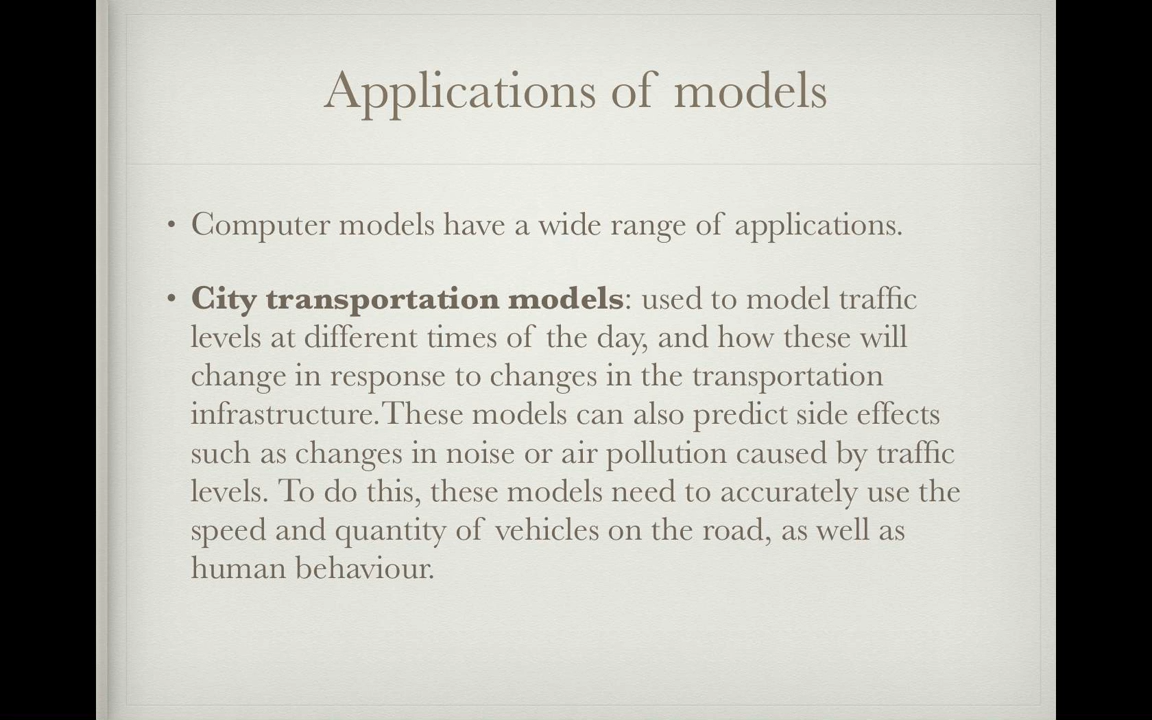 Applications of models
• Computer models have a wide range of applications.
• City transportation models: used to model traffic
levels at different times of the day, and how these will
change in response to changes in the transportation
infrastructure.These models can also predict side effects
such as changes in noise or air pollution caused by traffic
levels. To do this, these models need to accurately use the
speed and quantity of vehicles on the road, as well as
human behaviour.